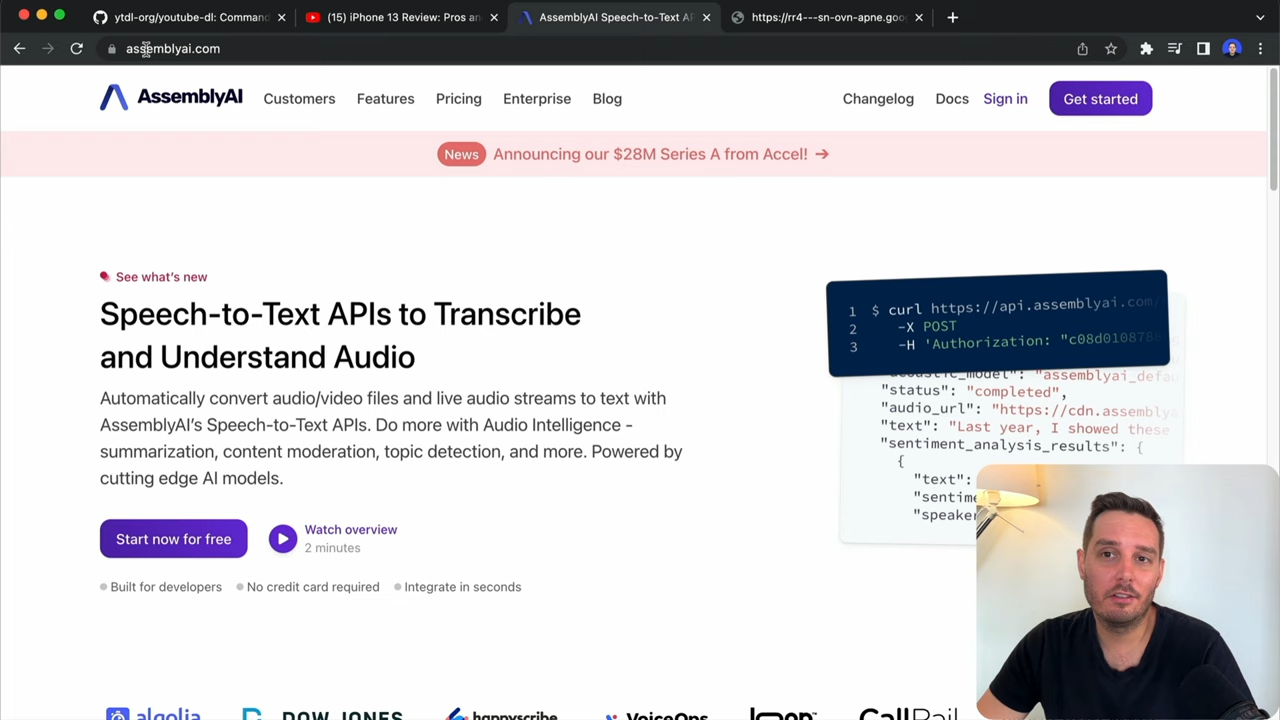 ytdl-org/youtube-dl: Comman
(15) iPhone 13 Review: Pros an
AssemblyAI Speech-to-Text AP
https://rr4---sn-ovn-apne.goo
assemblyai.com
AssemblyAI
Customers
Features
Pricing
Enterprise
Blog
Changelog
Docs
Sign in
Get started
News
Announcing our $28M Series A from Accel! →
See what's new
Speech-to-Text APIs to Transcribe
and Understand Audio
Automatically convert audio/video files and live audio streams to text with
AssemblyAI's Speech-to-Text APIs. Do more with Audio Intelligence -
summarization, content moderation, topic detection, and more. Powered by
cutting edge AI models.
Start now for free
Watch overview
2 minutes
Built for developers
No credit card required
Integrate in seconds
1 $ curl https://api.assemblyai.com/
2 -X POST
3 -H 'Authorization: "c08d0108788
"acoustic_model": "assemblyai_defau
"status": "completed",
"audio_url": "https://cdn.assembly
"text": "Last year, I showed these
"sentiment_analysis_results": {
{
"text":
"sentime
"speaker
algolia
DOW JONES
happyscribe
VoiceOps
loop™
CallRail